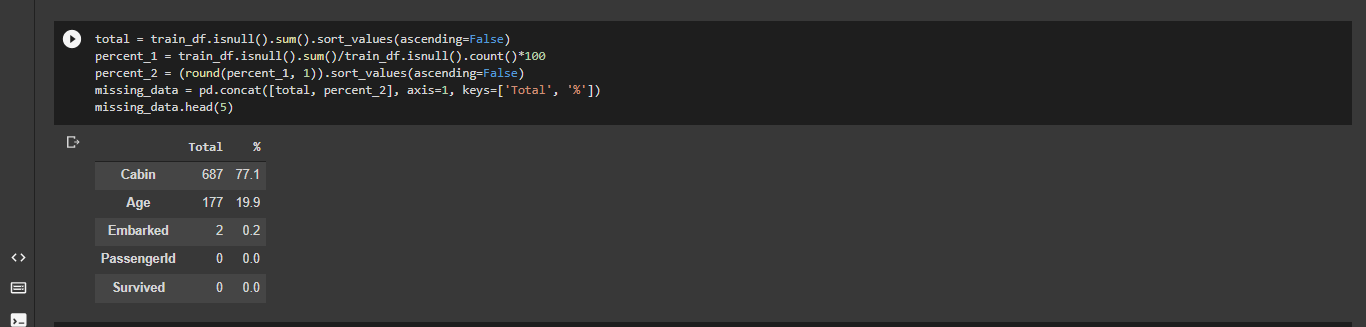 total = train_df.isnull().sum().sort_values(ascending=False)
percent_1 = train_df.isnull().sum()/train_df.isnull().count()*100
percent_2 = (round(percent_1, 1)).sort_values(ascending=False)
missing_data = pd.concat([total, percent_2], axis=1, keys=['Total', '%'])
missing_data.head(5)
Total %
Cabin 687 77.1
Age 177 19.9
Embarked 2 0.2
PassengerId 0 0.0
Survived 0 0.0